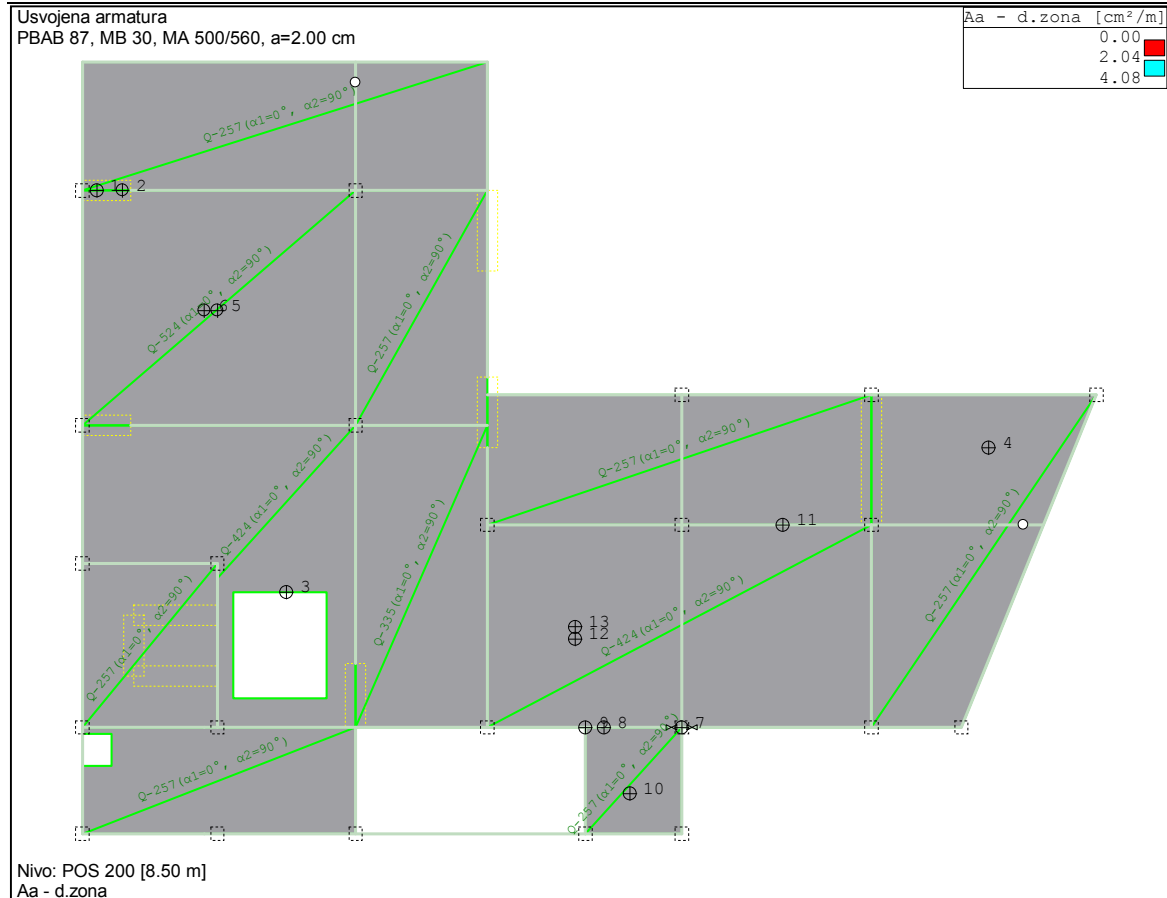 Usvojena armatura
PBAB 87, MB 30, MA 500/560, a=2.00 cm
Aa - d.zona [cm²/m]
0.00
2.04
4.08
Q-257(α1=0°, α2=90°)
1
2
Q-524(α1=0°, α2=90°)
6
5
Q-257(α1=0°, α2=90°)
Q-257(α1=0°, α2=90°)
4
11
Q-424(α1=0°, α2=90°)
Q-335(α1=0°, α2=90°)
Q-257(α1=0°, α2=90°)
3
Q-257(α1=0°, α2=90°)
13
12
Q-424(α1=0°, α2=90°)
9
8
7
Q-257(α1=0°, α2=90°)
Q-257(α1=0°, α2=90°)
10
Nivo: POS 200 [8.50 m]
Aa - d.zona